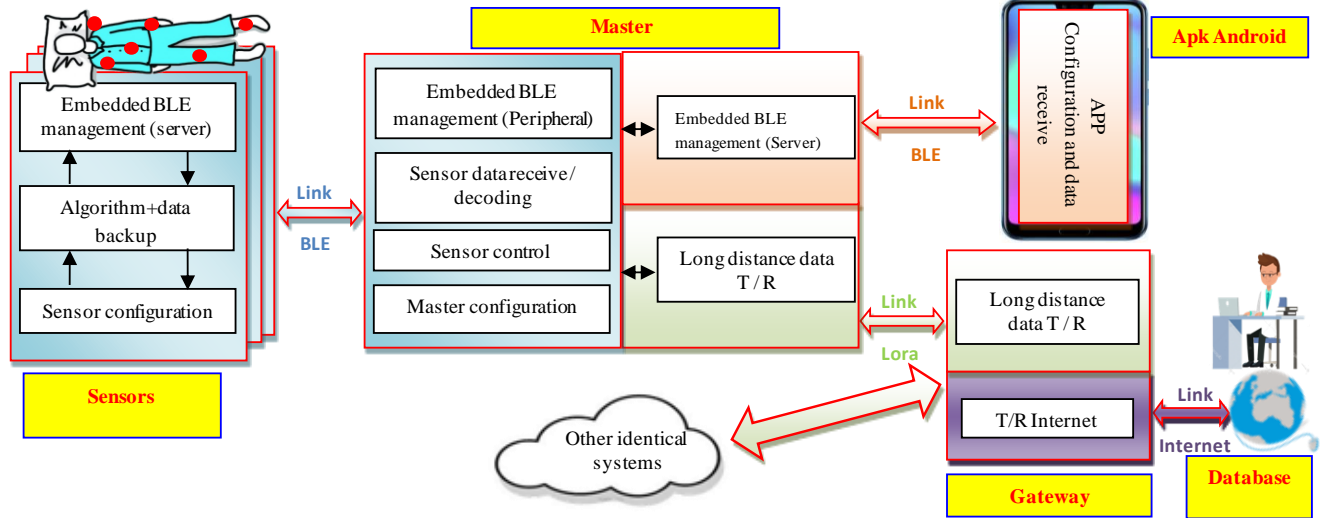 Master
Apk Android
Embedded BLE
management (server)
Algorithm+data
backup
Sensor configuration
Sensors
Link
BLE
Embedded BLE
management (Peripheral)
Sensor data receive /
decoding
Sensor control
Master configuration
Embedded BLE
management (Server)
Long distance data
T / R
Link
BLE
APP
Configuration and data
receive
Link
Lora
Long distance
data T / R
T/R Internet
Gateway
Link
Internet
Database
Other identical
systems